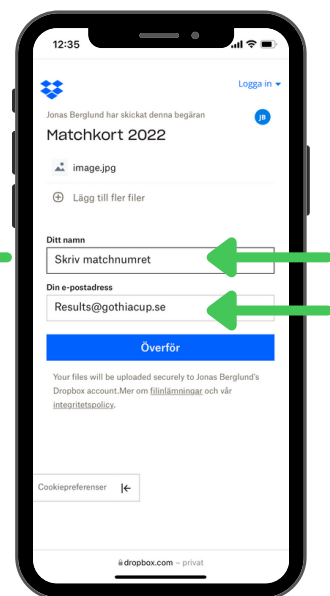 12:35
Logga in
Jonas Berglund har skickat denna begäran
JB
Matchkort 2022
image.jpg
Lägg till fler filer
Ditt namn
Skriv matchnumret
Din e-postadress
Results@gothiacup.se
Överför
Your files will be uploaded securely to Jonas Berglund's
Dropbox account.Mer om filinlämningar och vår
integritetspolicy.
Cookiepreferenser
dropbox.com – privat